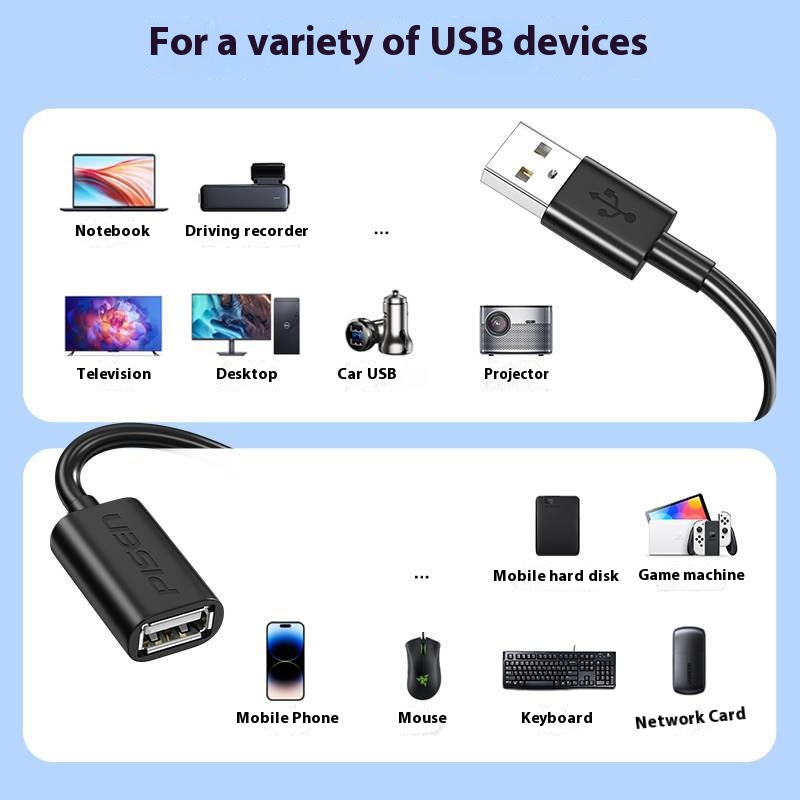 For a variety of USB devices
Notebook
Driving recorder
...
Television
Desktop
Car USB
Projector
PISEN
...
Mobile hard disk
Game machine
Mobile Phone
Mouse
Keyboard
Network Card